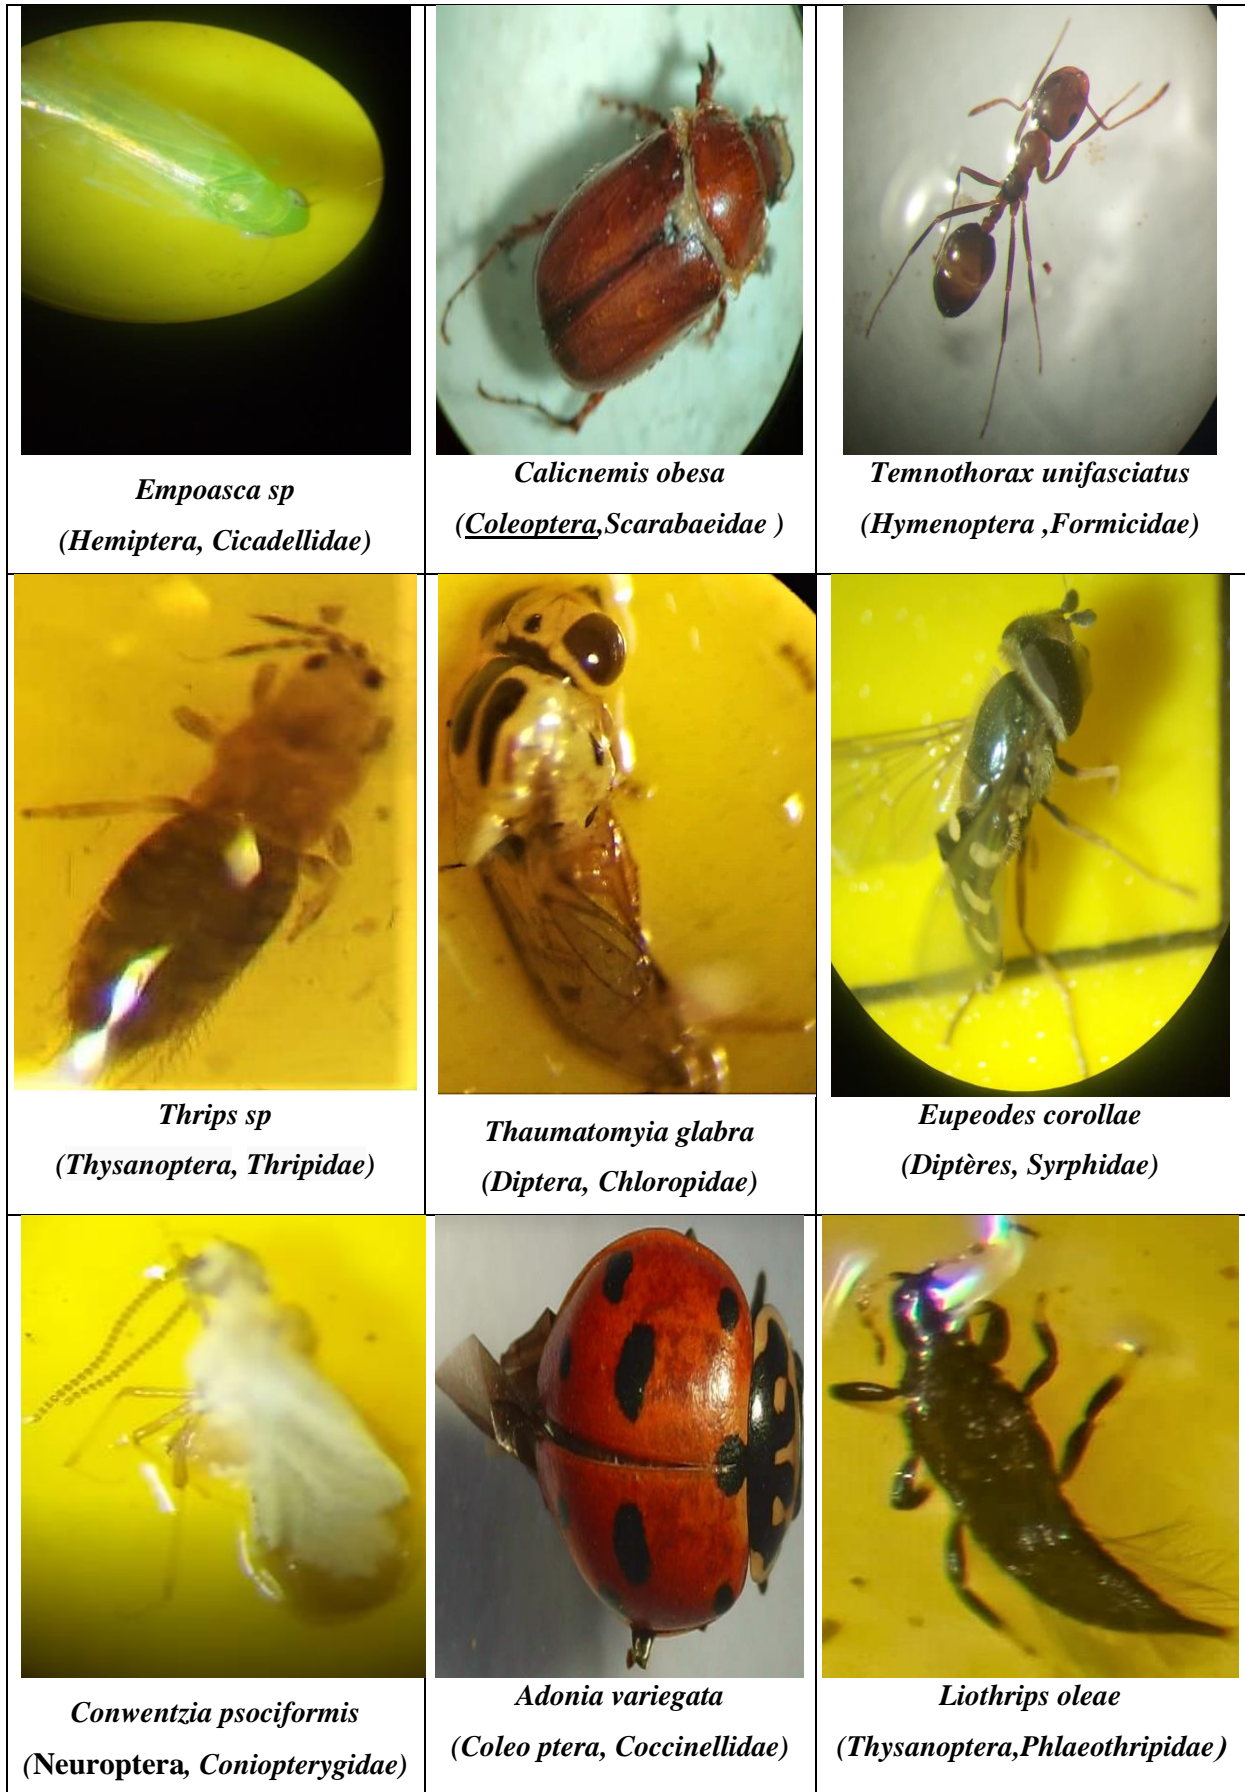 Empoasca sp
(Hemiptera, Cicadellidae)
Calicnemis obesa
(Coleoptera,Scarabaeidae )
Temnothorax unifasciatus
(Hymenoptera ,Formicidae)
Thrips sp
(Thysanoptera, Thripidae)
Thaumatomyia glabra
(Diptera, Chloropidae)
Eupeodes corollae
(Diptères, Syrphidae)
Conwentzia psociformis
(Neuroptera, Coniopterygidae)
Adonia variegata
(Coleo ptera, Coccinellidae)
Liothrips oleae
(Thysanoptera,Phlaeothripidae)